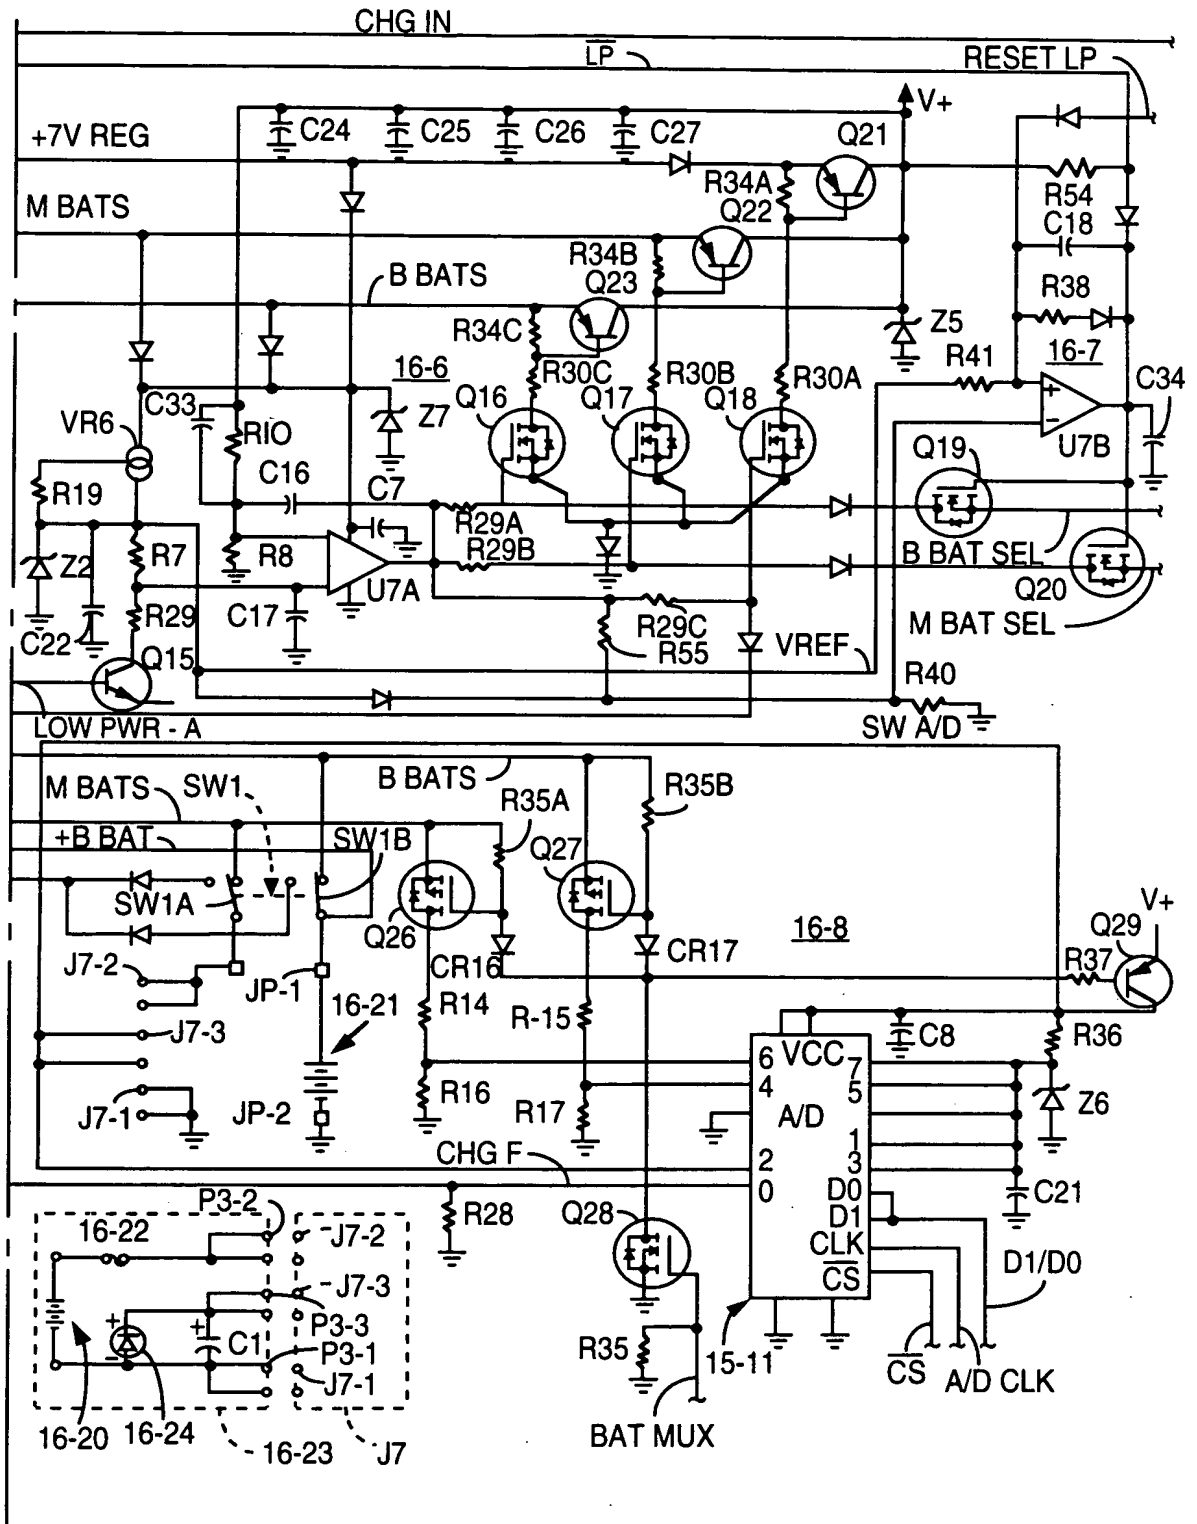 CHG IN
LP
RESET LP
V+
C24
C25
C26
C27
Q21
+7V REG
R34A
Q22
R54
M BATS
C18
R34B
Q23
B BATS
R38
Z5
R34C
16-6
R30C
R30B
R30A
R41
16-7
C34
C33
Q16
Q17
Q18
VR6
RIO
Z7
+
-
U7B
Q19
C16
C7
R19
R29A
R7
R8
R29B
B BAT SEL
Z2
U7A
Q20
R29
C17
C22
R29C
M BAT SEL
Q15
R55
VREF
R40
LOW PWR - A
SW A/D
B BATS
M BATS
SW1
R35A
R35B
+B BAT
SW1B
Q27
SW1A
V+
Q26
16-8
Q29
J7-2
CR16
CR17
R37
JP-1
16-21
R14
R-15
J7-3
C8
R36
6
VCC
7
R16
4
5
J7-1
JP-2
R17
A/D
Z6
CHG F
1
2
3
0
C21
P3-2
D0
16-22
R28
Q28
D1
J7-2
CLK
D1/D0
CS
J7-3
+
+
P3-3
C1
-
P3-1
R35
15-11
J7-1
CS
A/D CLK
16-20
16-24
16-23
J7
BAT MUX